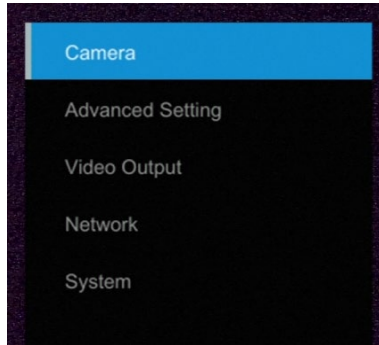 Camera
Advanced Setting
Video Output
Network
System